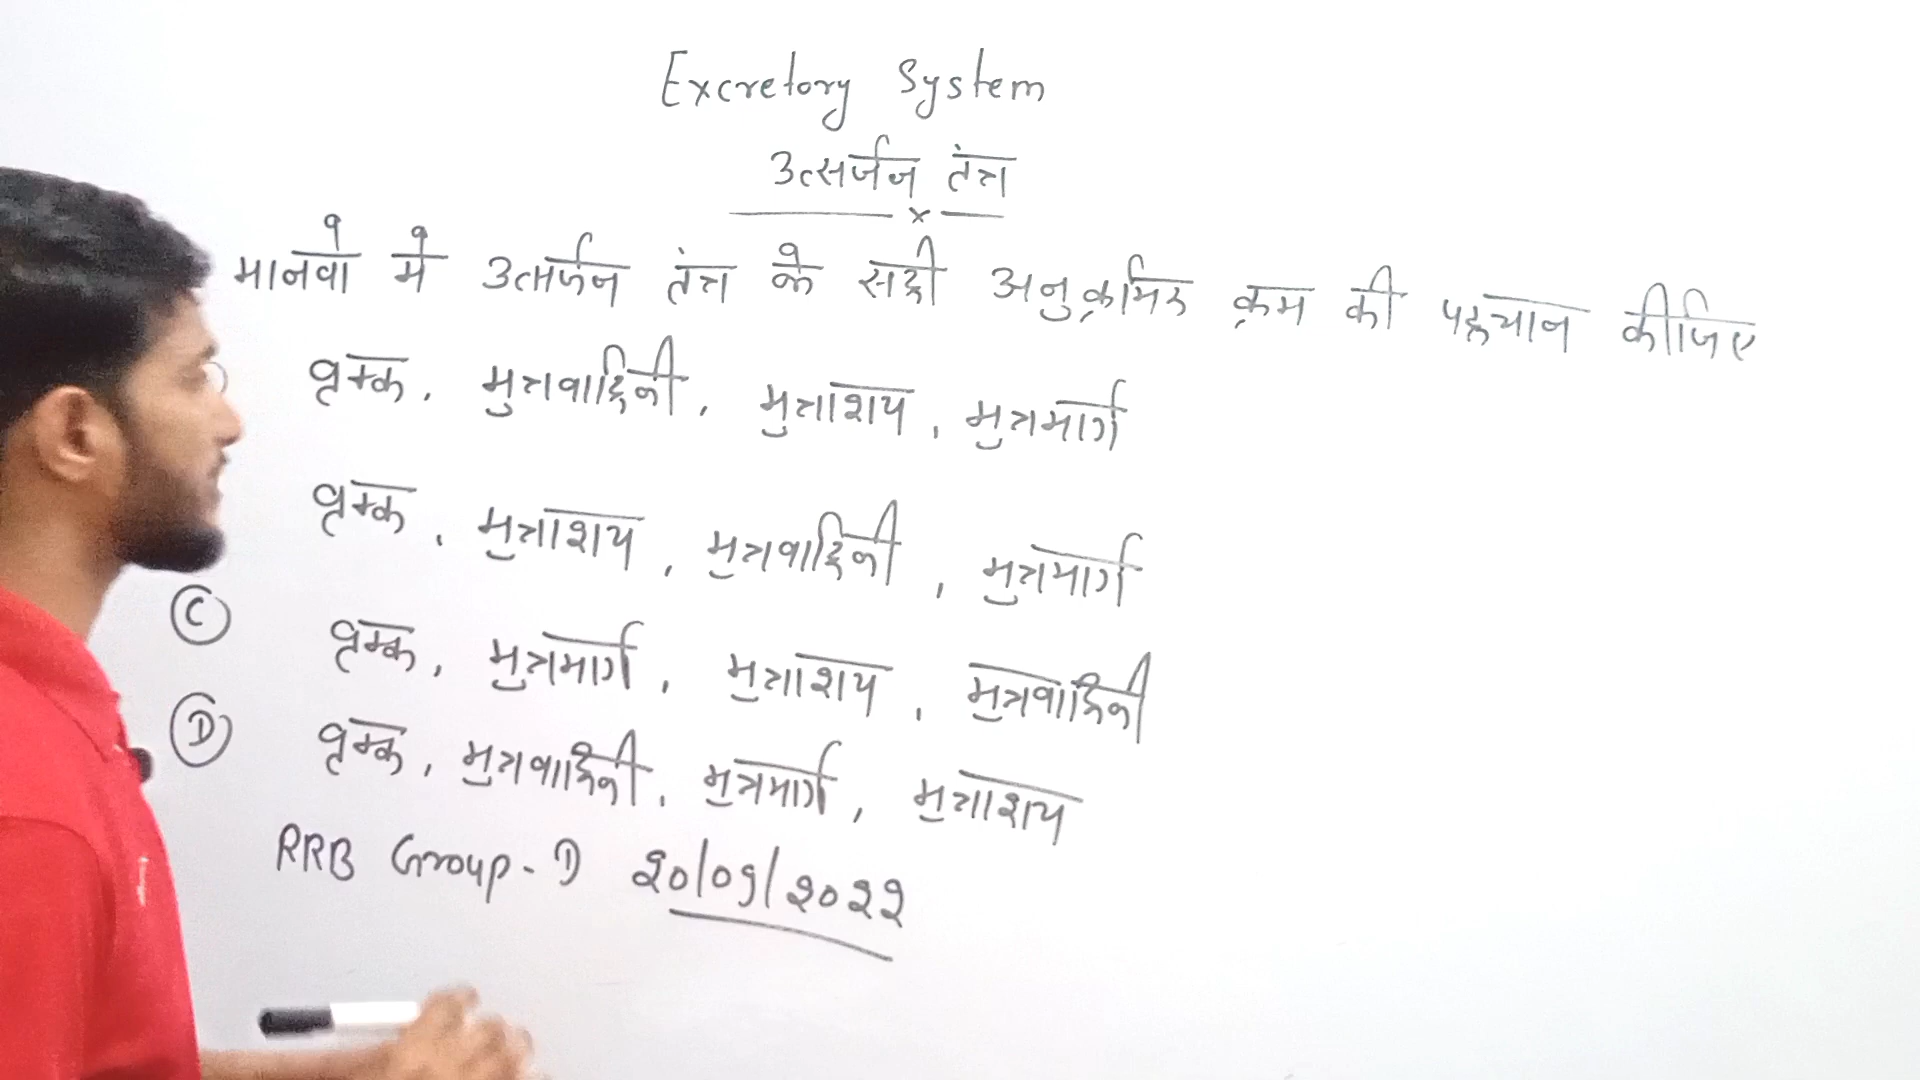 Excretory System
उत्सर्जन तंत्र
मानवो मे उत्सर्जन तंत्र के सही अनुक्रमिक क्रम की पहचान कीजिए
वृक्क, मुत्रवाहिनी, मुत्राशय, मुत्रमार्ग
वृक्क, मुत्राशय, मुत्रवाहिनी, मुत्रमार्ग
C वृक्क, मुत्रमार्ग, मुत्राशय, मुत्रवाहिनी
D वृक्क, मुत्रवाहिनी, मुत्रमार्ग, मुत्राशय
RRB Group-D 20/09/2022